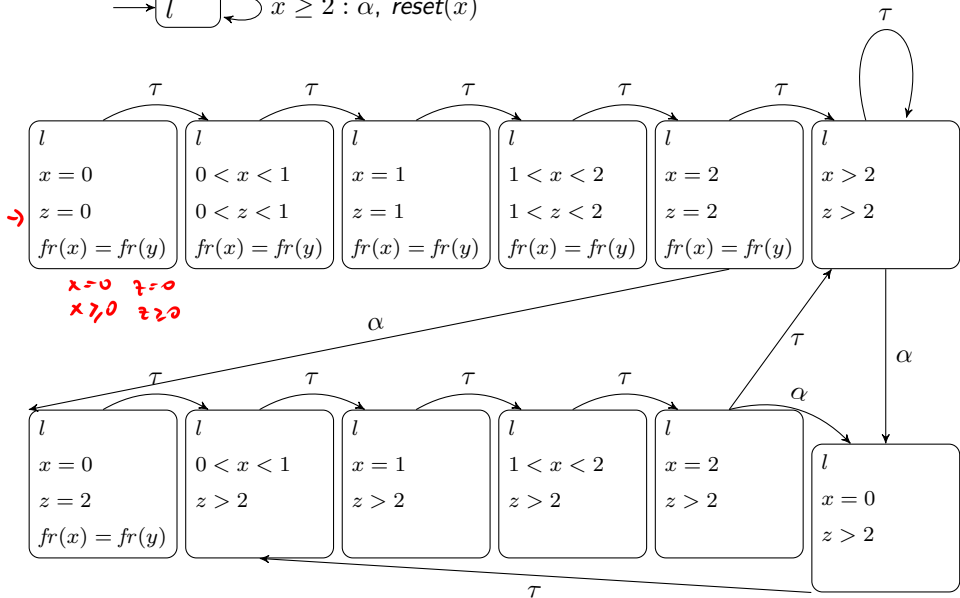 l x ≥ 2 : α, reset(x)
τ
τ τ τ τ τ
l
x = 0
z = 0
fr(x) = fr(y)
l
0 < x < 1
0 < z < 1
fr(x) = fr(y)
l
x = 1
z = 1
fr(x) = fr(y)
l
1 < x < 2
1 < z < 2
fr(x) = fr(y)
l
x = 2
z = 2
fr(x) = fr(y)
l
x > 2
z > 2
x=0 z=0
x≥0 z≥0
α
τ
α
τ τ τ τ
α
l
x = 0
z = 2
fr(x) = fr(y)
l
0 < x < 1
z > 2
l
x = 1
z > 2
l
1 < x < 2
z > 2
l
x = 2
z > 2
l
x = 0
z > 2
τ